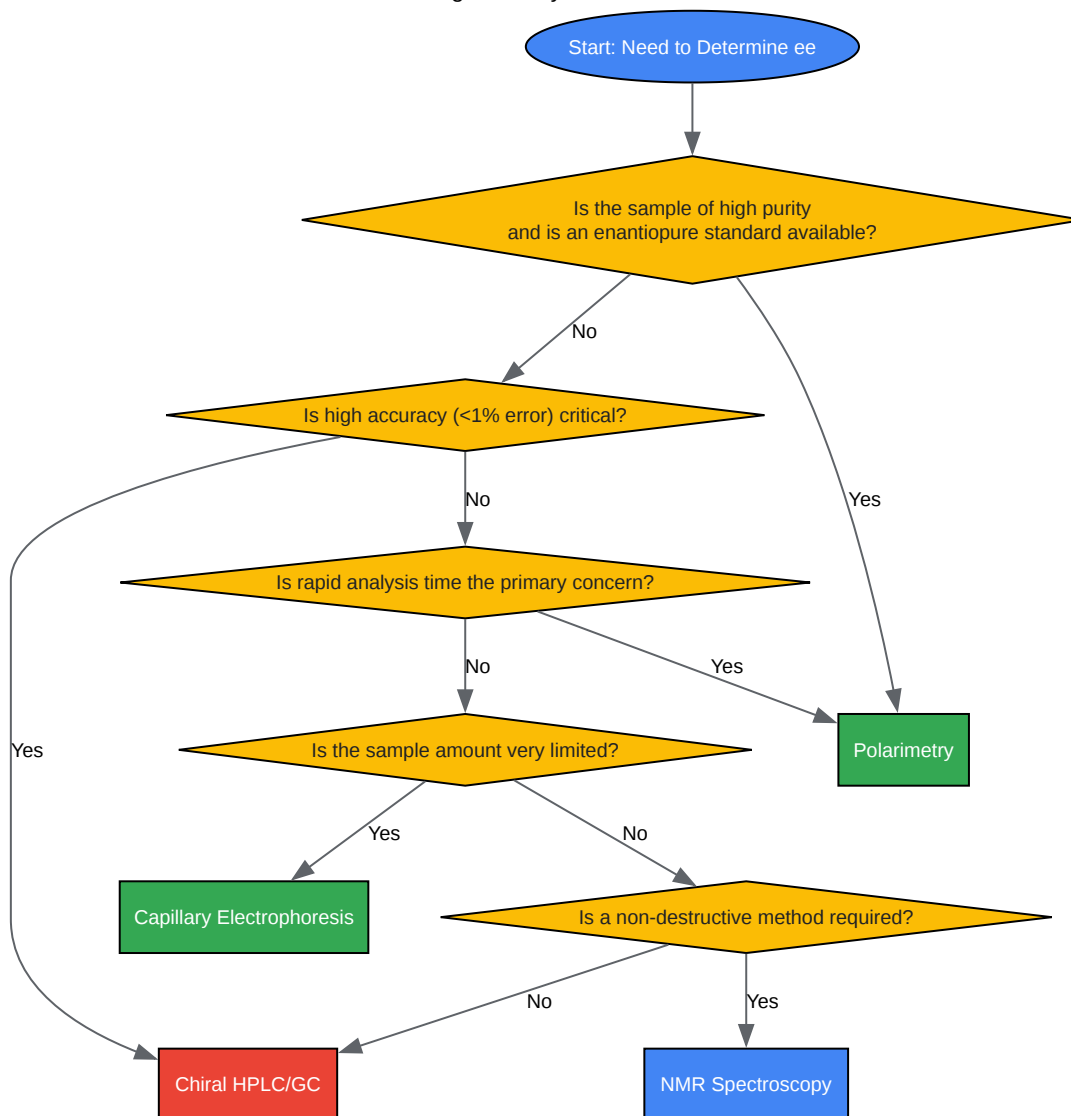 Start: Need to Determine ee
Is the sample of high purity
and is an enantiopure standard available?
No
Is high accuracy (<1% error) critical?
Yes
No
Is rapid analysis time the primary concern?
No
Yes
Yes
Is the sample amount very limited?
Polarimetry
Yes
No
Capillary Electrophoresis
Is a non-destructive method required?
No
Yes
Chiral HPLC/GC
NMR Spectroscopy